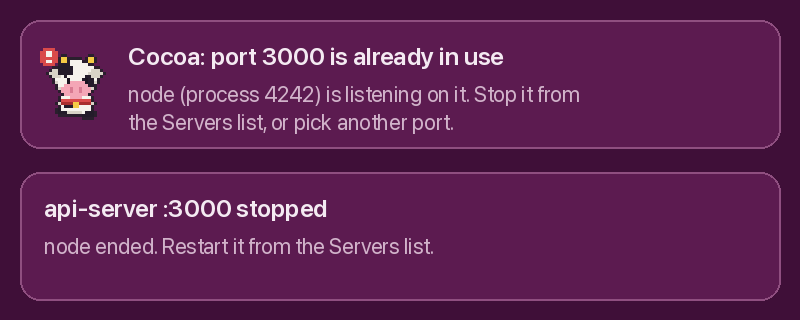 Cocoa: port 3000 is already in use
node (process 4242) is listening on it. Stop it from
the Servers list, or pick another port.
api-server :3000 stopped
node ended. Restart it from the Servers list.